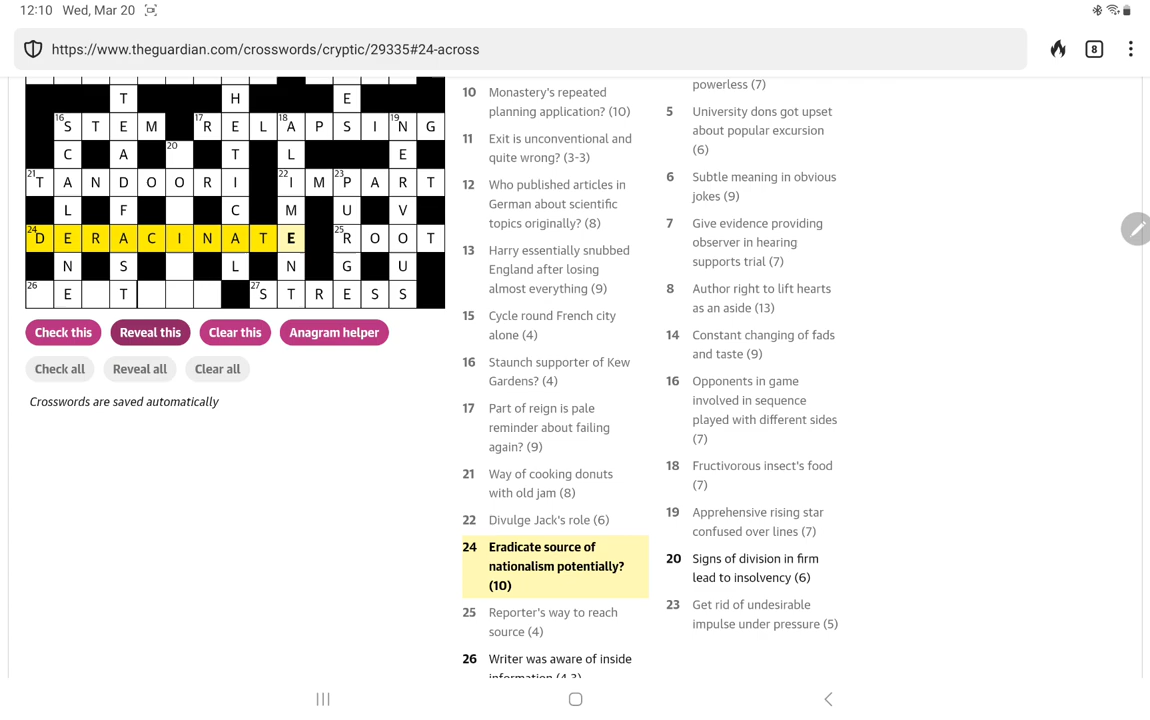 12:10 Wed, Mar 20
https://www.theguardian.com/crosswords/cryptic/29335#24-across
8
T H E
16 S T E M 17 R E L 18 A P S I 19 N G
C A 20 T L E
21 T A N D O O R I 22 I M 23 P A R T
L F C M U V
24 D E R A C I N A T E 25 R O O T
N S L N G U
26 E T 27 S T R E S S
Check this
Reveal this
Clear this
Anagram helper
Check all
Reveal all
Clear all
Crosswords are saved automatically
10 Monastery's repeated
planning application? (10)
11 Exit is unconventional and
quite wrong? (3-3)
12 Who published articles in
German about scientific
topics originally? (8)
13 Harry essentially snubbed
England after losing
almost everything (9)
15 Cycle round French city
alone (4)
16 Staunch supporter of Kew
Gardens? (4)
17 Part of reign is pale
reminder about failing
again? (9)
21 Way of cooking donuts
with old jam (8)
22 Divulge Jack's role (6)
24 Eradicate source of
nationalism potentially?
(10)
25 Reporter's way to reach
source (4)
26 Writer was aware of inside
powerless (7)
5 University dons got upset
about popular excursion
(6)
6 Subtle meaning in obvious
jokes (9)
7 Give evidence providing
observer in hearing
supports trial (7)
8 Author right to lift hearts
as an aside (13)
14 Constant changing of fads
and taste (9)
16 Opponents in game
involved in sequence
played with different sides
(7)
18 Fructivorous insect's food
(7)
19 Apprehensive rising star
confused over lines (7)
20 Signs of division in firm
lead to insolvency (6)
23 Get rid of undesirable
impulse under pressure (5)